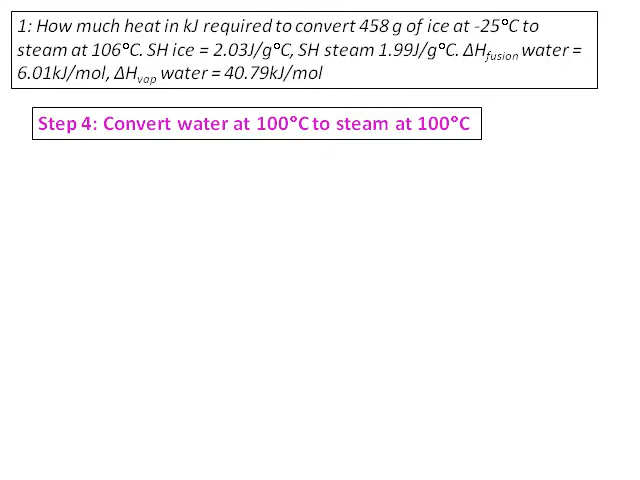 1: How much heat in kJ required to convert 458 g of ice at -25°C to
steam at 106°C. SH ice = 2.03J/g°C, SH steam 1.99J/g°C. ΔHfusion water =
6.01kJ/mol, ΔHvap water = 40.79kJ/mol
Step 4: Convert water at 100°C to steam at 100°C